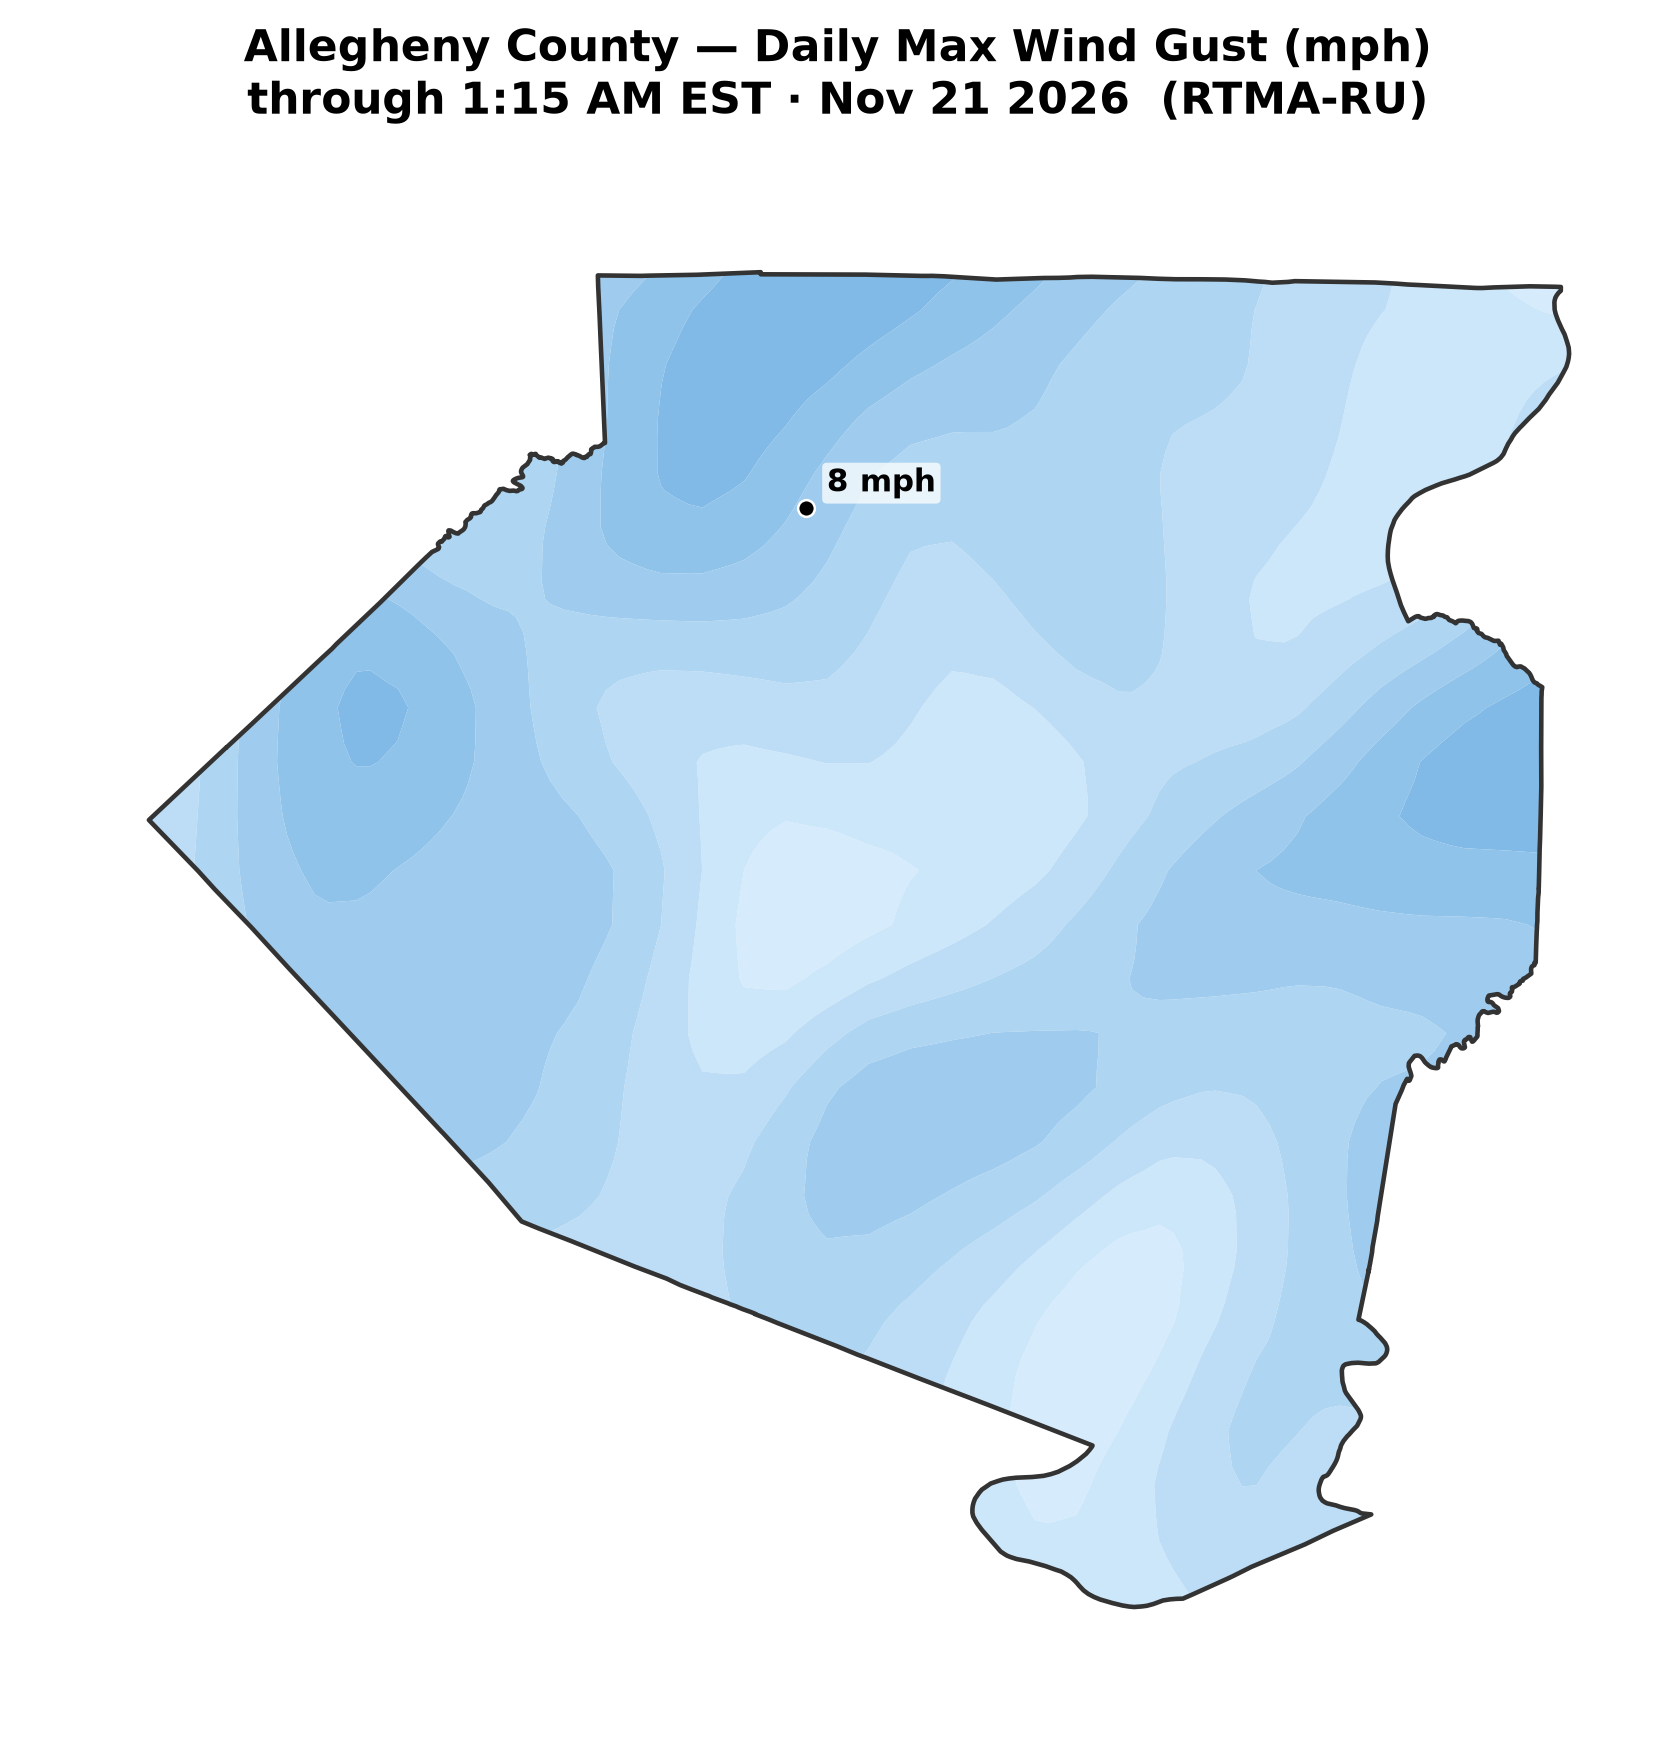 Allegheny County — Daily Max Wind Gust (mph)
through 1:15 AM EST · Nov 21 2026  (RTMA-RU)
8 mph